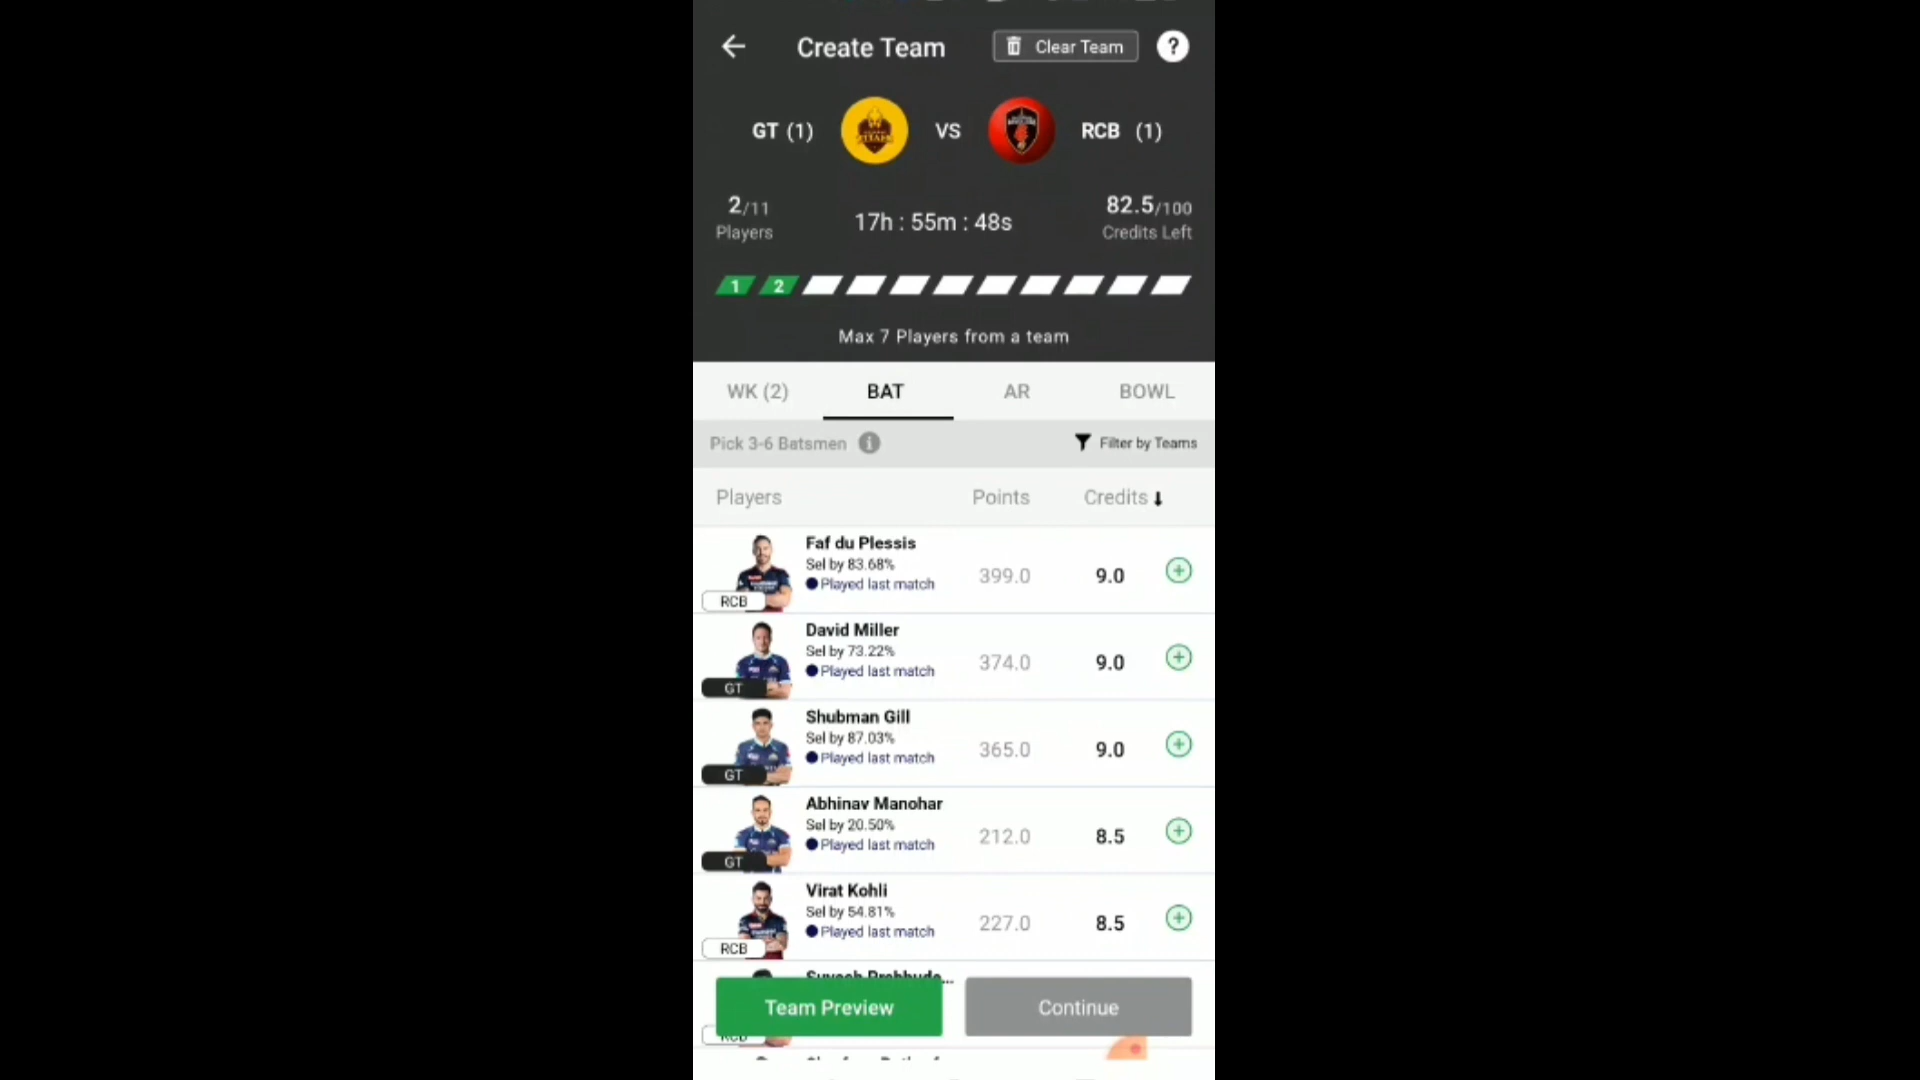 Create Team
Clear Team
?
GT (1)
VS
RCB (1)
2/11
Players
17h : 55m : 48s
82.5/100
Credits Left
1 2
Max 7 Players from a team
WK (2)
BAT
AR
BOWL
Pick 3-6 Batsmen
Filter by Teams
Players
Points
Credits
Faf du Plessis
Sel by 83.68%
Played last match
RCB
399.0
9.0
David Miller
Sel by 73.22%
Played last match
GT
374.0
9.0
Shubman Gill
Sel by 87.03%
Played last match
GT
365.0
9.0
Abhinav Manohar
Sel by 20.50%
Played last match
GT
212.0
8.5
Virat Kohli
Sel by 54.81%
Played last match
RCB
227.0
8.5
Team Preview
Continue
RCB